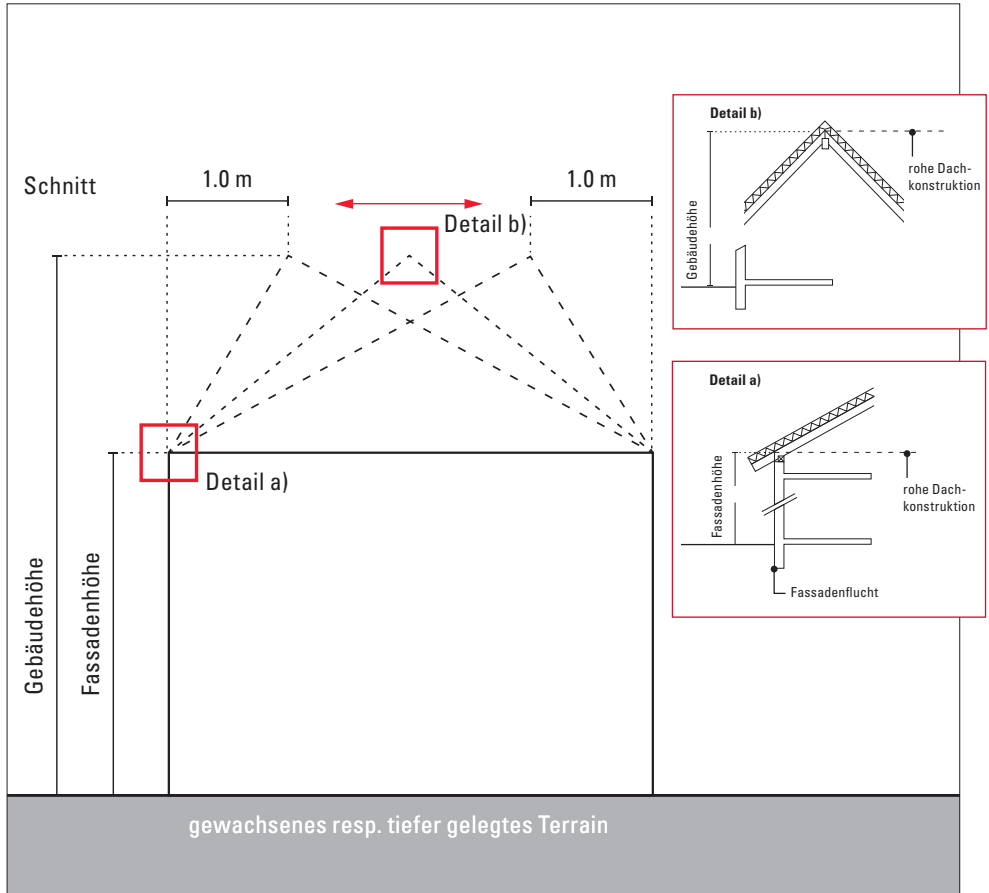 Schnitt
1.0 m
1.0 m
Detail b)
Detail a)
Gebäudehöhe
Fassadenhöhe
gewachsenes resp. tiefer gelegtes Terrain
Detail b)
rohe Dach-
konstruktion
Gebäudehöhe
Detail a)
rohe Dach-
konstruktion
Fassadenhöhe
Fassadenflucht